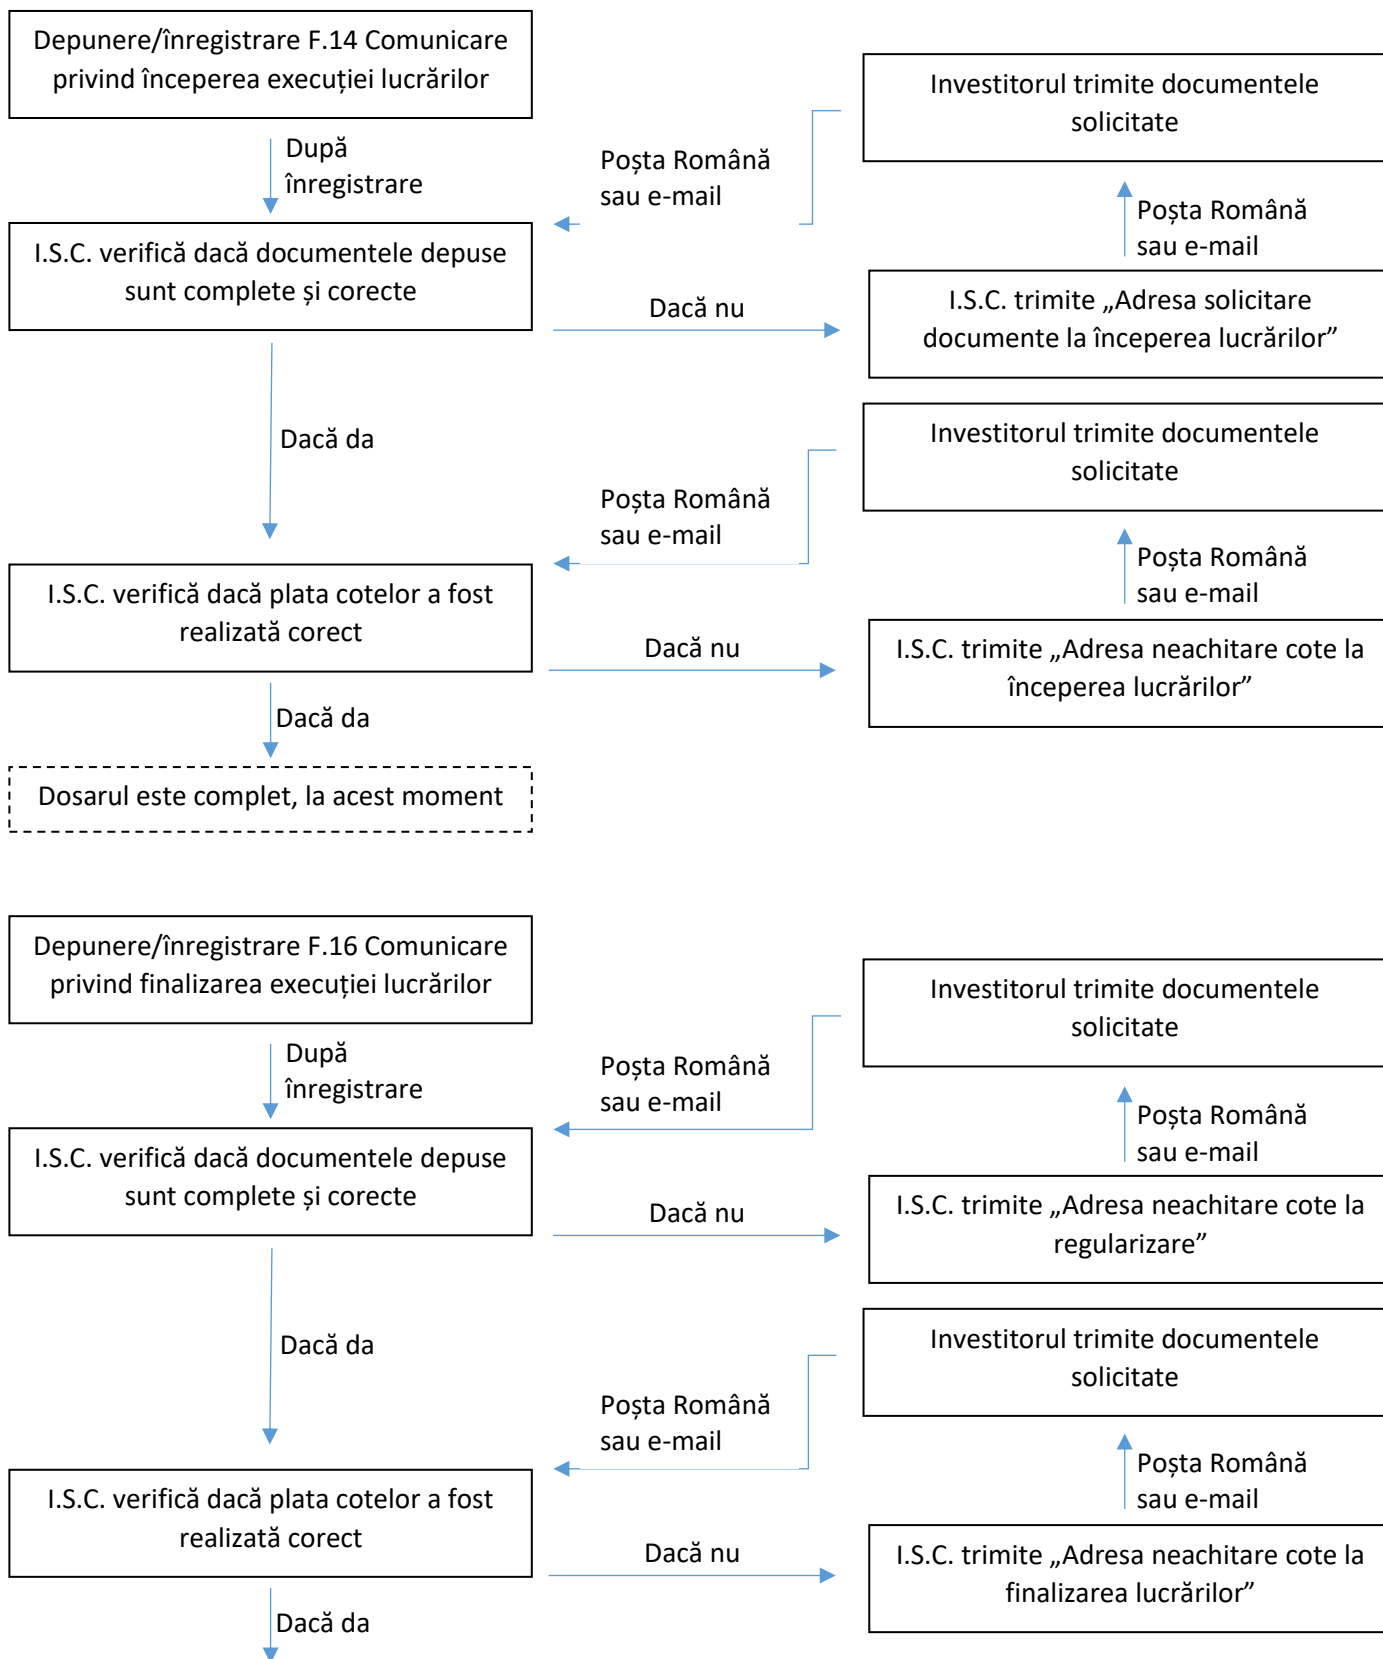 Depunere/înregistrare F.14 Comunicare
privind începerea execuției lucrărilor
După
înregistrare
Investitorul trimite documentele
solicitate
Poșta Română
sau e-mail
Poșta Română
sau e-mail
I.S.C. verifică dacă documentele depuse
sunt complete și corecte
Dacă nu
I.S.C. trimite „Adresa solicitare
documente la începerea lucrărilor”
Dacă da
Investitorul trimite documentele
solicitate
Poșta Română
sau e-mail
Poșta Română
sau e-mail
I.S.C. verifică dacă plata cotelor a fost
realizată corect
Dacă nu
I.S.C. trimite „Adresa neachitare cote la
începerea lucrărilor”
Dacă da
Dosarul este complet, la acest moment
Depunere/înregistrare F.16 Comunicare
privind finalizarea execuției lucrărilor
După
înregistrare
Investitorul trimite documentele
solicitate
Poșta Română
sau e-mail
Poșta Română
sau e-mail
I.S.C. verifică dacă documentele depuse
sunt complete și corecte
Dacă nu
I.S.C. trimite „Adresa neachitare cote la
regularizare”
Dacă da
Investitorul trimite documentele
solicitate
Poșta Română
sau e-mail
Poșta Română
sau e-mail
I.S.C. verifică dacă plata cotelor a fost
realizată corect
Dacă nu
I.S.C. trimite „Adresa neachitare cote la
finalizarea lucrărilor”
Dacă da